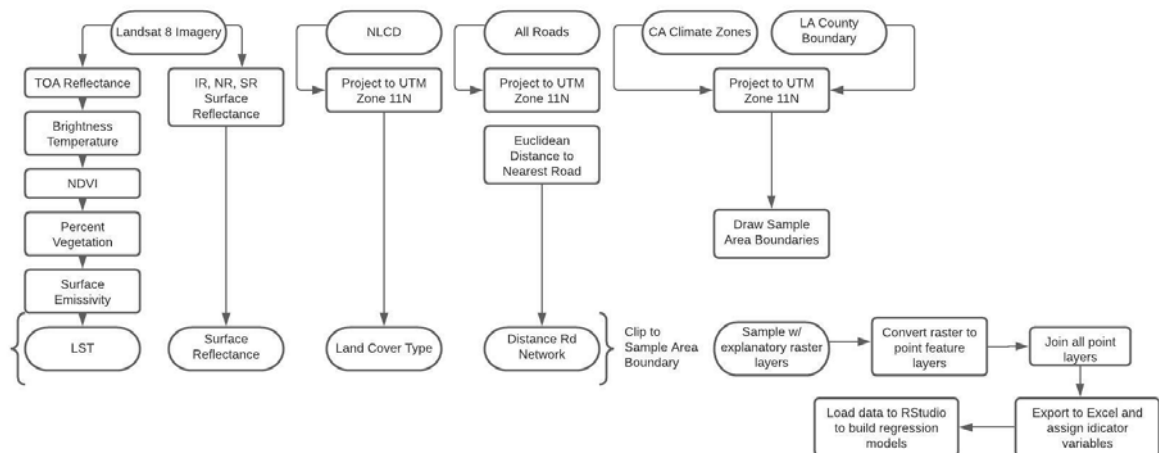 Landsat 8 Imagery
NLCD
All Roads
CA Climate Zones
LA County
Boundary
TOA Reflectance
IR, NR, SR
Surface
Reflectance
Project to UTM
Zone 11N
Project to UTM
Zone 11N
Project to UTM
Zone 11N
Brightness
Temperature
Euclidean
Distance to
Nearest Road
NDVI
Percent
Vegetation
Draw Sample
Area Boundaries
Surface
Emissivity
LST
Surface
Reflectance
Land Cover Type
Distance Rd
Network
Clip to
Sample Area
Boundary
Sample w/
explanatory raster
layers
Convert raster to
point feature
layers
Join all point
layers
Load data to RStudio
to build regression
models
Export to Excel and
assign idicator
variables